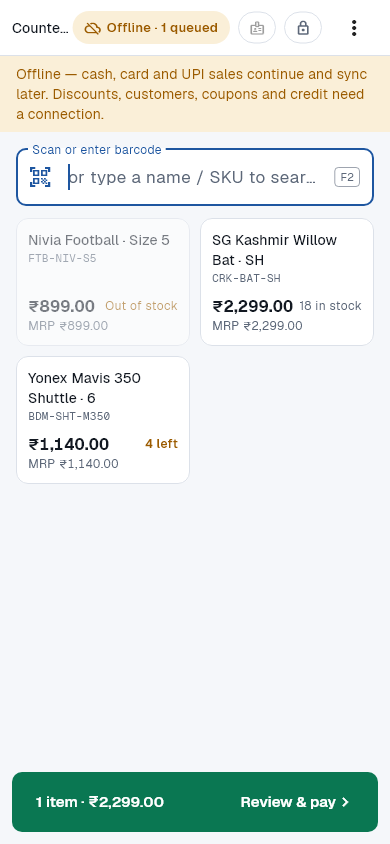 Counte... Offline · 1 queued
Offline — cash, card and UPI sales continue and sync
later. Discounts, customers, coupons and credit need
a connection.
Scan or enter barcode
or type a name / SKU to sear... F2
Nivia Football · Size 5
FTB-NIV-S5
₹899.00 Out of stock
MRP ₹899.00
SG Kashmir Willow
Bat · SH
CRK-BAT-SH
₹2,299.00 18 in stock
MRP ₹2,299.00
Yonex Mavis 350
Shuttle · 6
BDM-SHT-M350
₹1,140.00 4 left
MRP ₹1,140.00
1 item · ₹2,299.00 Review & pay